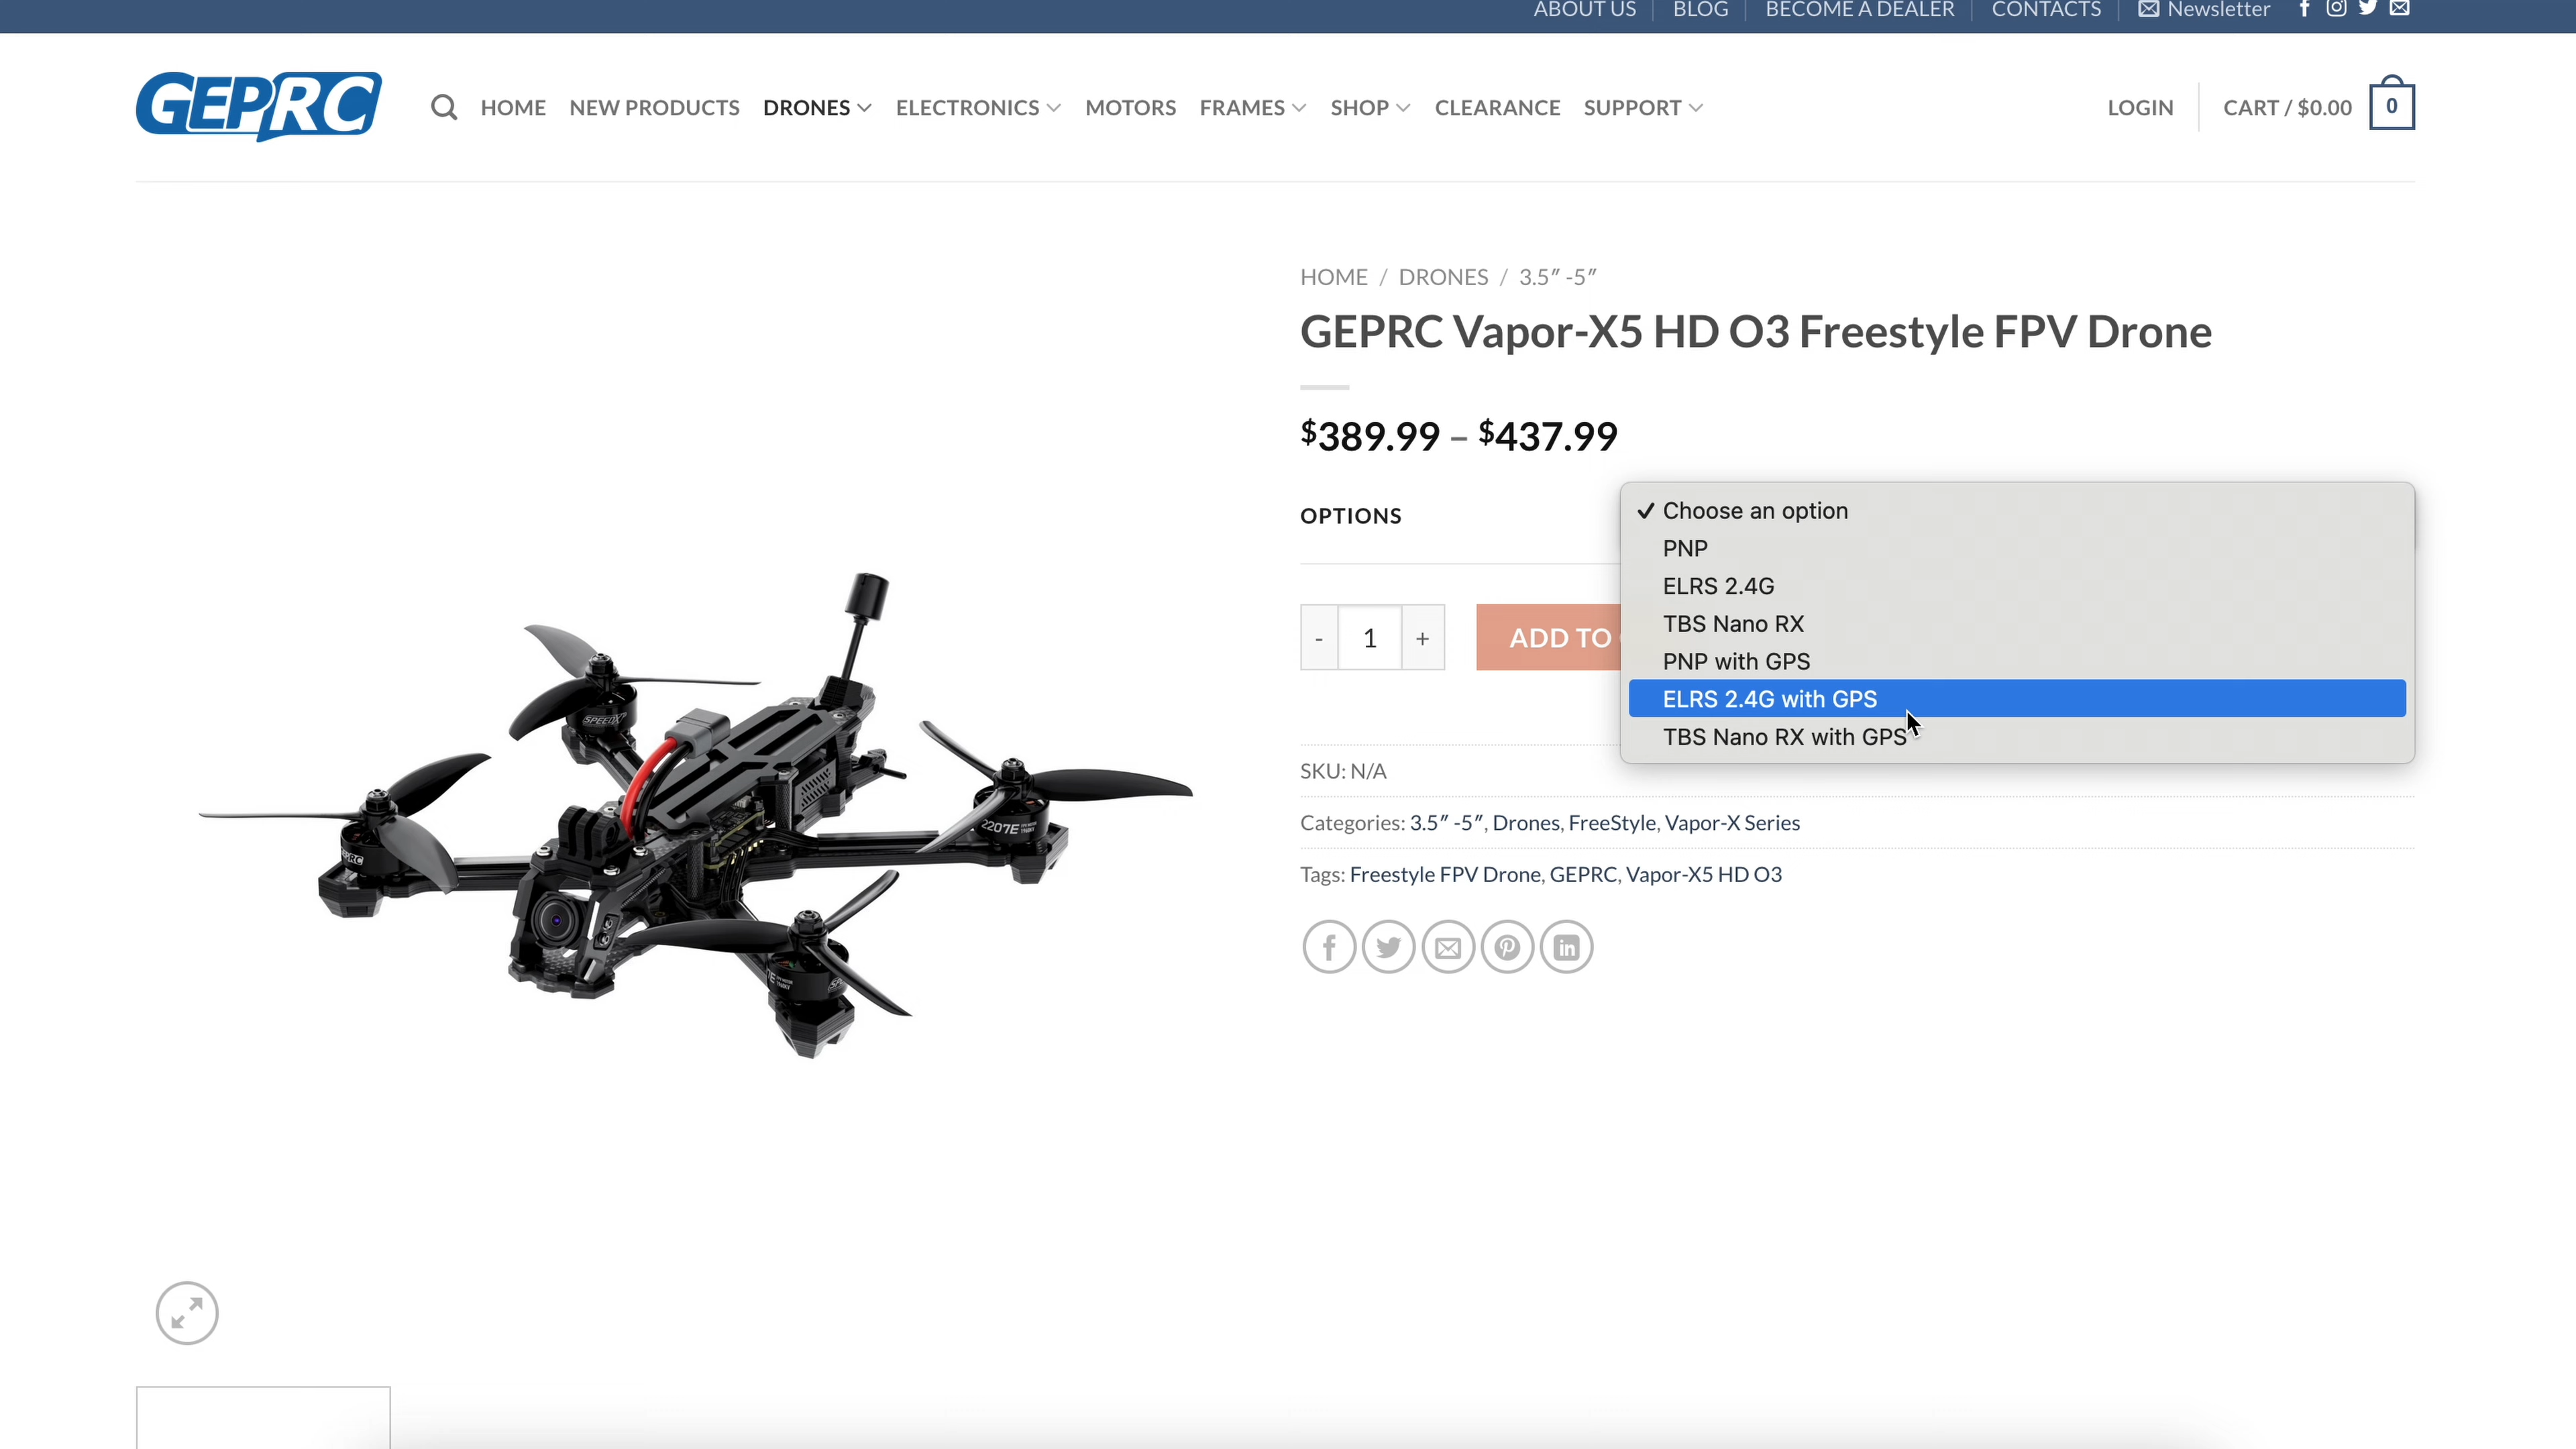 ABOUT US BLOG BECOME A DEALER CONTACTS Newsletter
GEPRC HOME NEW PRODUCTS DRONES ELECTRONICS MOTORS FRAMES SHOP CLEARANCE SUPPORT LOGIN CART / $0.00 0
HOME / DRONES / 3.5″ -5″
GEPRC Vapor-X5 HD O3 Freestyle FPV Drone
$389.99 – $437.99
OPTIONS
✓ Choose an option
PNP
ELRS 2.4G
TBS Nano RX
PNP with GPS
ELRS 2.4G with GPS
TBS Nano RX with GPS
- 1 +
ADD TO
SKU: N/A
Categories: 3.5″ -5″, Drones, FreeStyle, Vapor-X Series
Tags: Freestyle FPV Drone, GEPRC, Vapor-X5 HD O3
SPEEDX
2207E